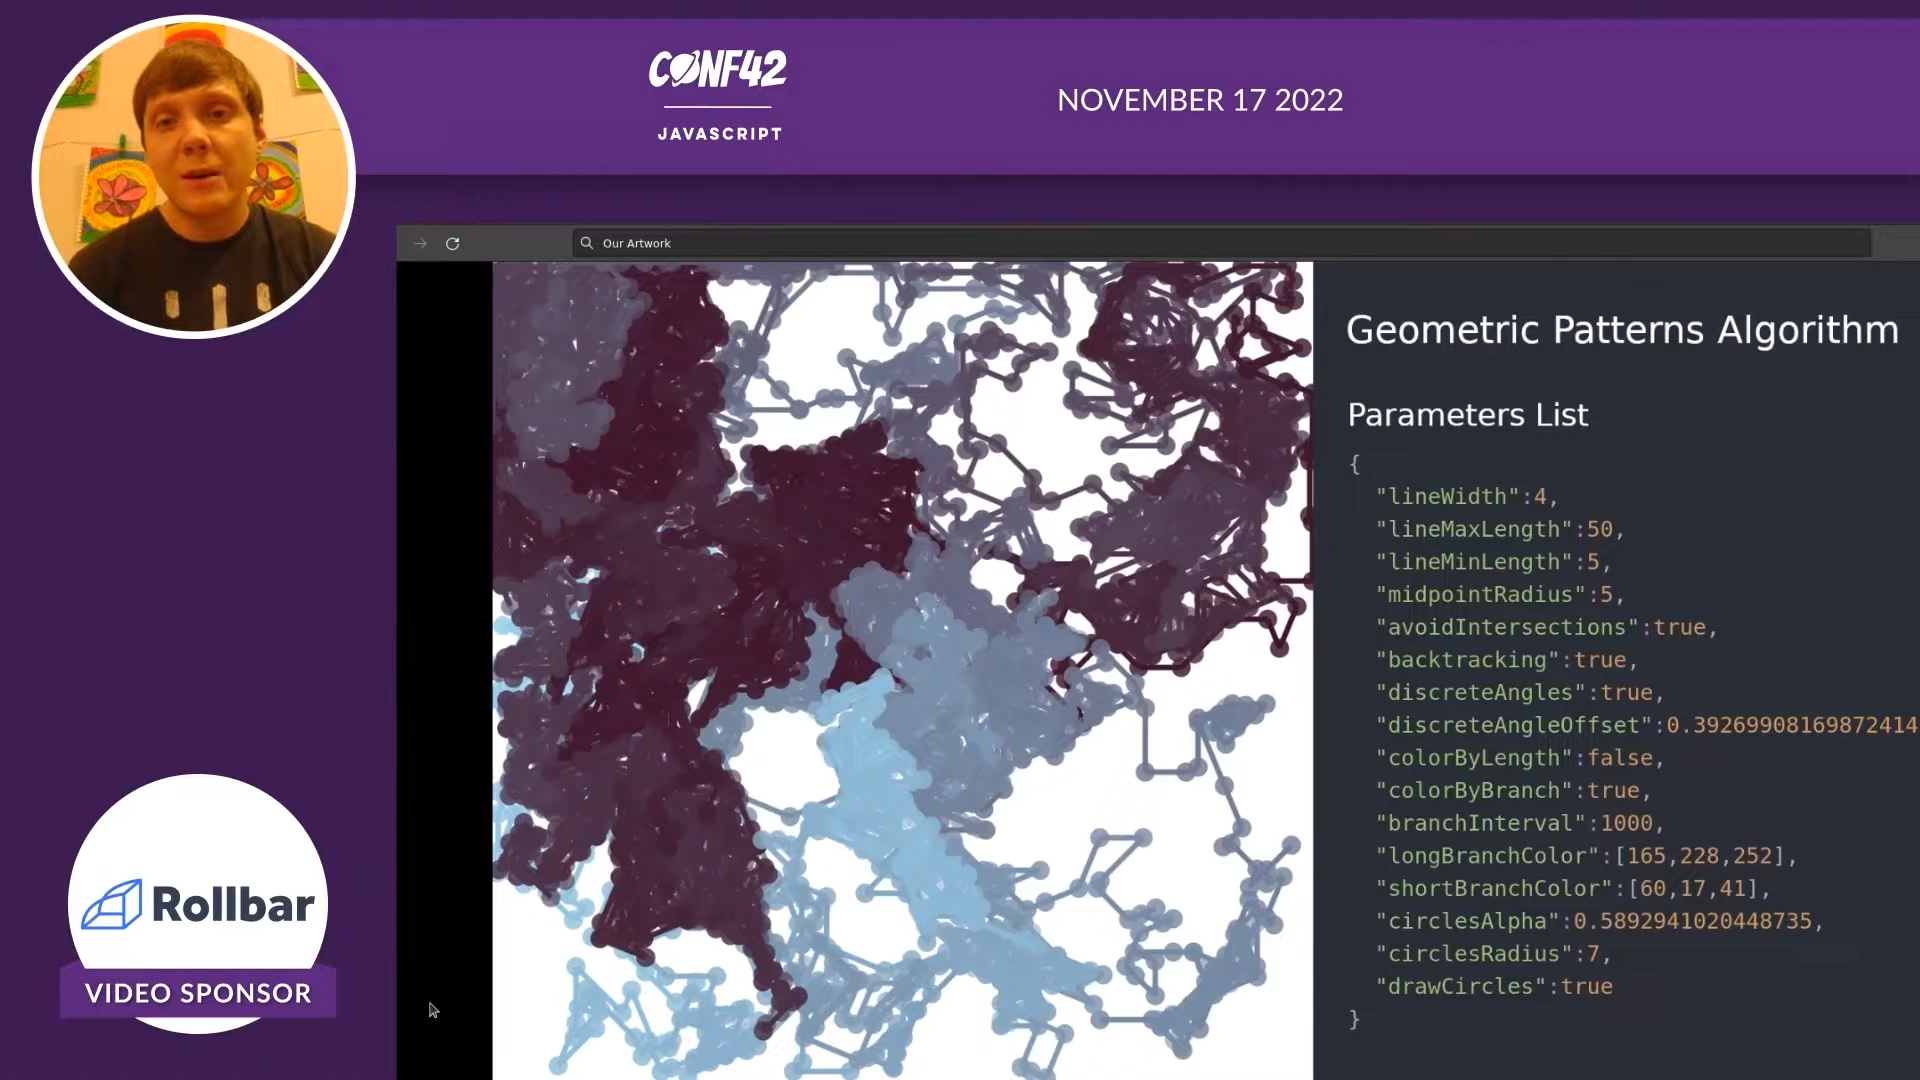 CONF42
JAVASCRIPT
NOVEMBER 17 2022
Our Artwork
Geometric Patterns Algorithm
Parameters List
{
"lineWidth":4,
"lineMaxLength":50,
"lineMinLength":5,
"midpointRadius":5,
"avoidIntersections":true,
"backtracking":true,
"discreteAngles":true,
"discreteAngleOffset":0.39269908169872414
"colorByLength":false,
"colorByBranch":true,
"branchInterval":1000,
"longBranchColor":[165,228,252],
"shortBranchColor":[60,17,41],
"circlesAlpha":0.5892941020448735,
"circlesRadius":7,
"drawCircles":true
}
Rollbar
VIDEO SPONSOR